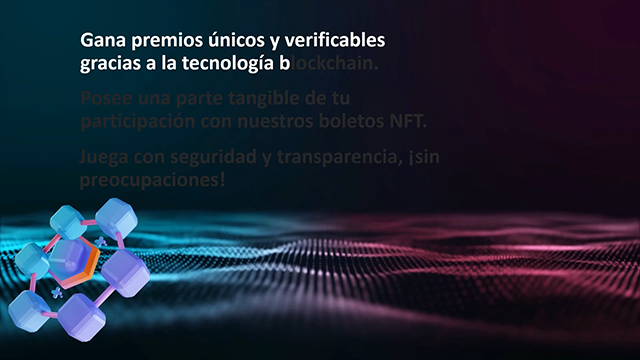 Gana premios únicos y verificables
gracias a la tecnología blockchain.
Posee una parte tangible de tu
participación con nuestros boletos NFT.
Juega con seguridad y transparencia, ¡sin
preocupaciones!